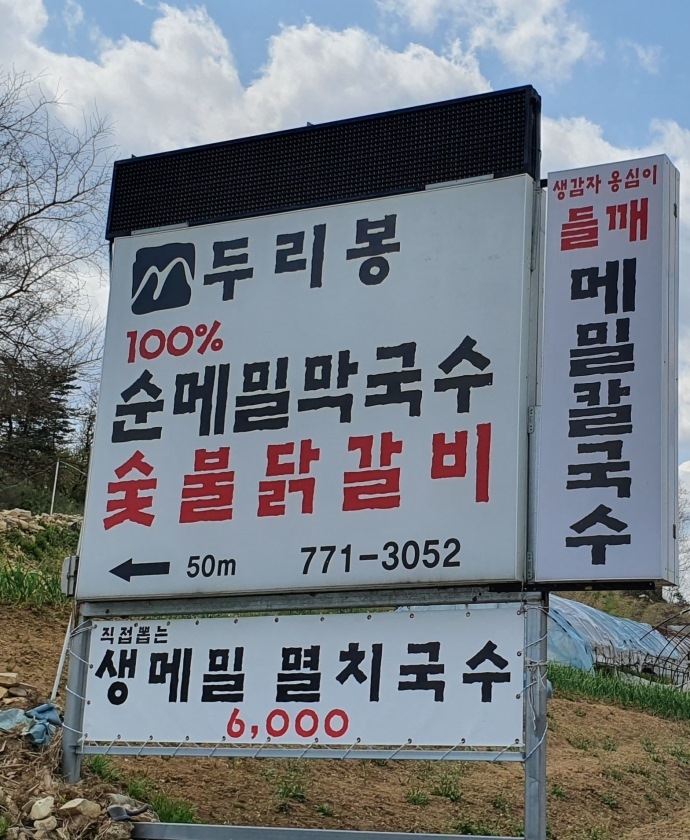 두리봉
100%
순메밀막국수
숯불닭갈비
← 50m 771-3052
생감자 옹심이
들깨
메밀칼국수
직접뽑는
생메밀 멸치국수
6,000